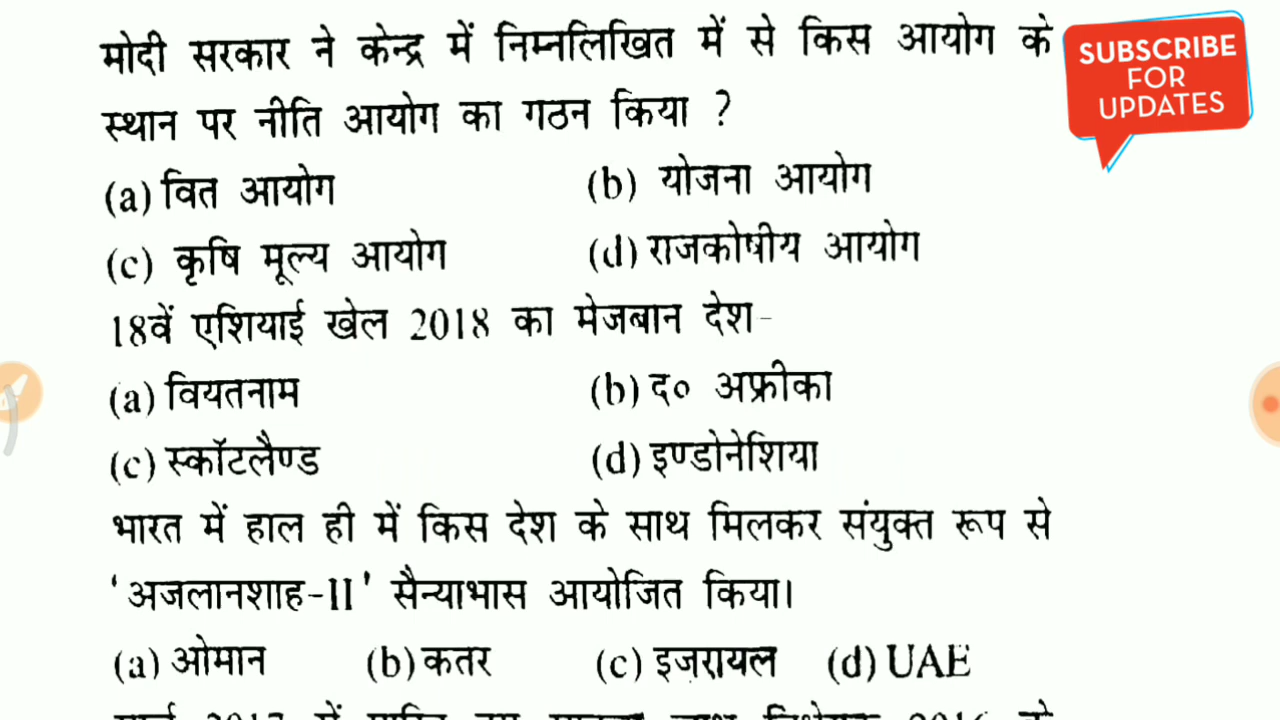 मोदी सरकार ने केन्द्र में निम्नलिखित में से किस आयोग के
स्थान पर नीति आयोग का गठन किया ?
(a) वित आयोग (b) योजना आयोग
(c) कृषि मूल्य आयोग (d) राजकोषीय आयोग
18वें एशियाई खेल 2018 का मेजबान देश-
(a) वियतनाम (b) द० अफ्रीका
(c) स्कॉटलैण्ड (d) इण्डोनेशिया
भारत में हाल ही में किस देश के साथ मिलकर संयुक्त रूप से
'अजलानशाह-II' सैन्याभास आयोजित किया।
(a) ओमान (b) कतर (c) इजरायल (d) UAE
SUBSCRIBE
FOR
UPDATES